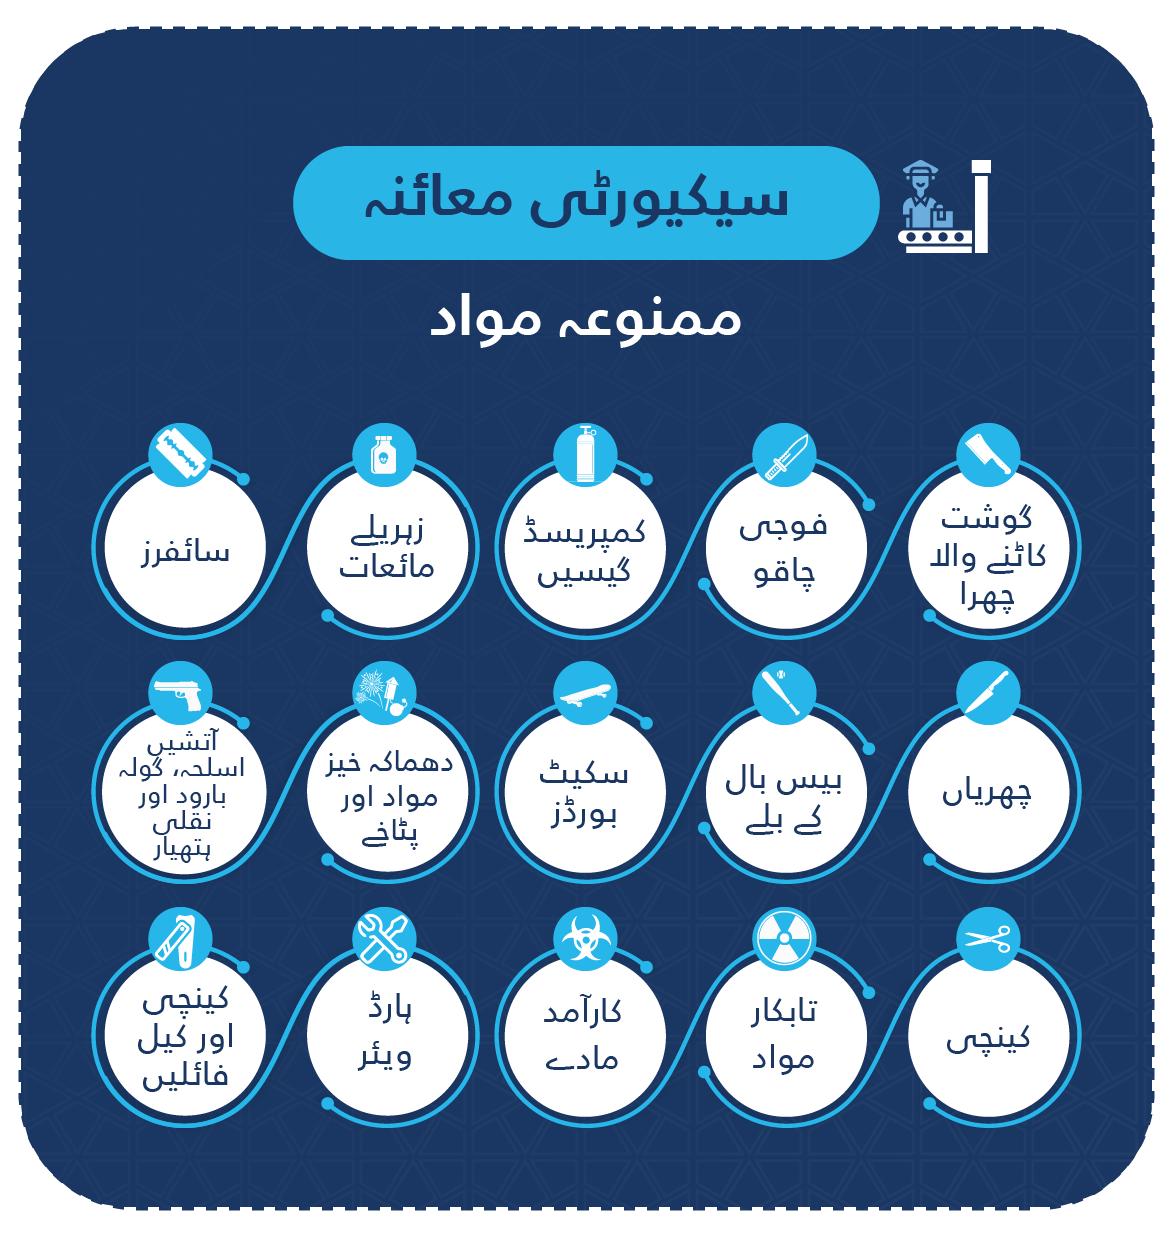 سیکیورٹی معائنہ
ممنوعہ مواد
گوشت
کاٹنے والا
چھرا
فوجی
چاقو
کمپریسڈ
گیسیں
زہریلے
مائعات
سائفرز
چھریاں
بیس بال
کے بلے
سکیٹ
بورڈز
دھماکہ خیز
مواد اور
پٹاخے
آتشیں
اسلحہ، گولہ
بارود اور
نقلی
ہتھیار
کینچی
تابکار
مواد
کارآمد
مادے
ہارڈ
ویئر
کینچی
اور کیل
فائلیں